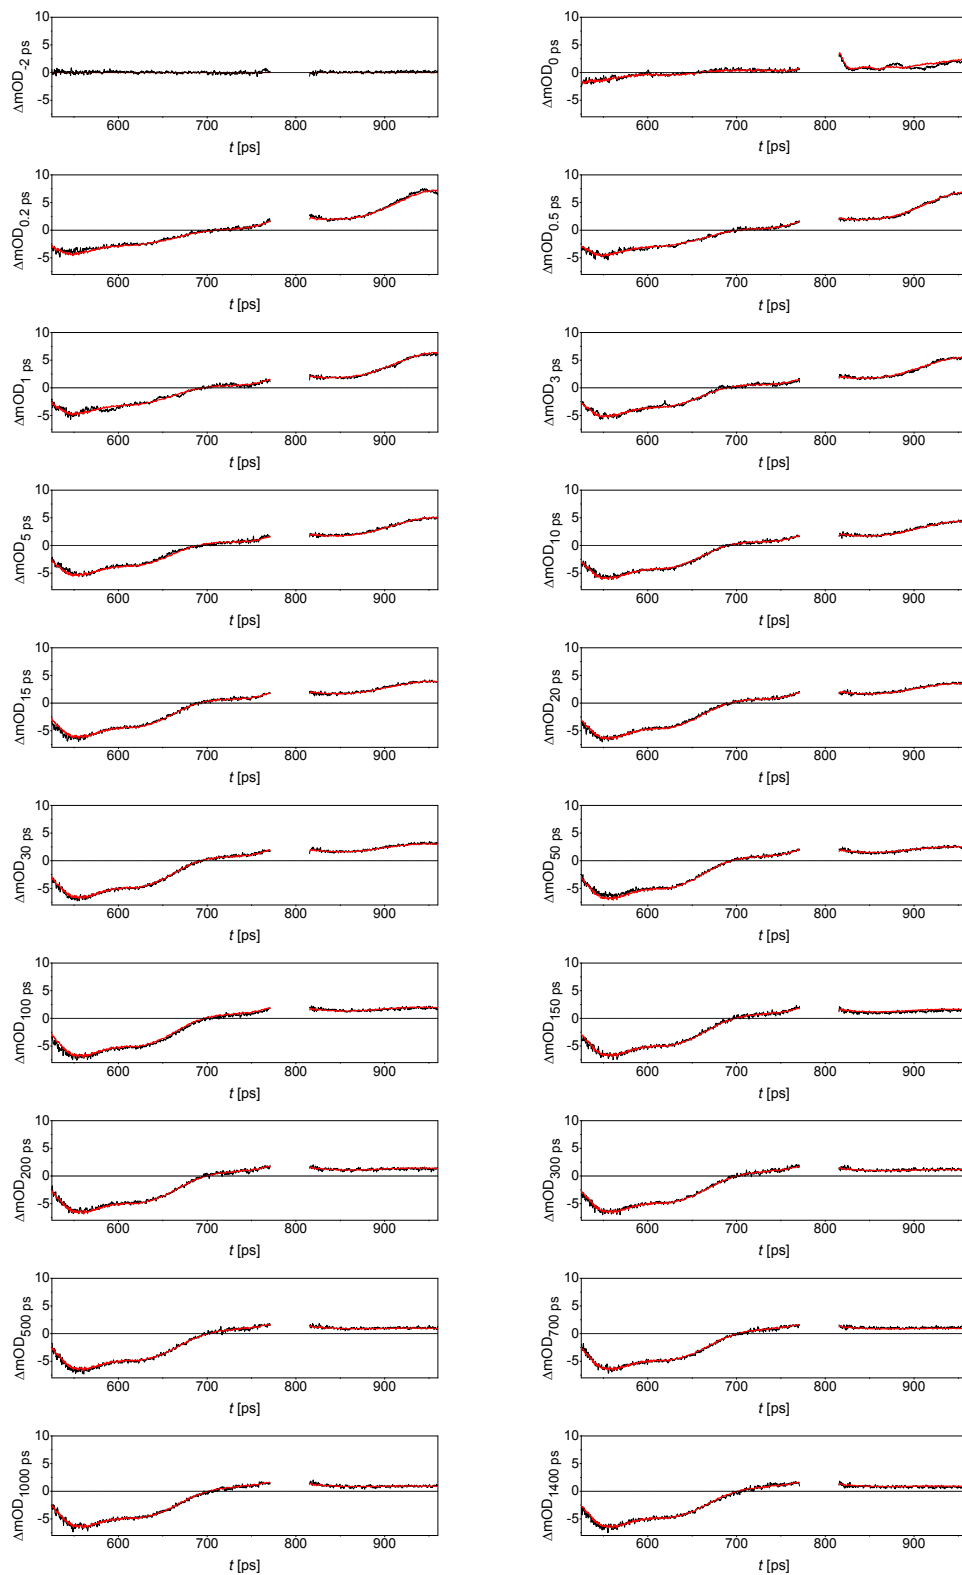 ΔmOD-2 ps
10
5
0
-5
600 700 800 900
t [ps]
ΔmOD0 ps
10
5
0
-5
600 700 800 900
t [ps]
ΔmOD0.2 ps
10
5
0
-5
600 700 800 900
t [ps]
ΔmOD0.5 ps
10
5
0
-5
600 700 800 900
t [ps]
ΔmOD1 ps
10
5
0
-5
600 700 800 900
t [ps]
ΔmOD3 ps
10
5
0
-5
600 700 800 900
t [ps]
ΔmOD5 ps
10
5
0
-5
600 700 800 900
t [ps]
ΔmOD10 ps
10
5
0
-5
600 700 800 900
t [ps]
ΔmOD15 ps
10
5
0
-5
600 700 800 900
t [ps]
ΔmOD20 ps
10
5
0
-5
600 700 800 900
t [ps]
ΔmOD30 ps
10
5
0
-5
600 700 800 900
t [ps]
ΔmOD50 ps
10
5
0
-5
600 700 800 900
t [ps]
ΔmOD100 ps
10
5
0
-5
600 700 800 900
t [ps]
ΔmOD150 ps
10
5
0
-5
600 700 800 900
t [ps]
ΔmOD200 ps
10
5
0
-5
600 700 800 900
t [ps]
ΔmOD300 ps
10
5
0
-5
600 700 800 900
t [ps]
ΔmOD500 ps
10
5
0
-5
600 700 800 900
t [ps]
ΔmOD700 ps
10
5
0
-5
600 700 800 900
t [ps]
ΔmOD1000 ps
10
5
0
-5
600 700 800 900
t [ps]
ΔmOD1400 ps
10
5
0
-5
600 700 800 900
t [ps]